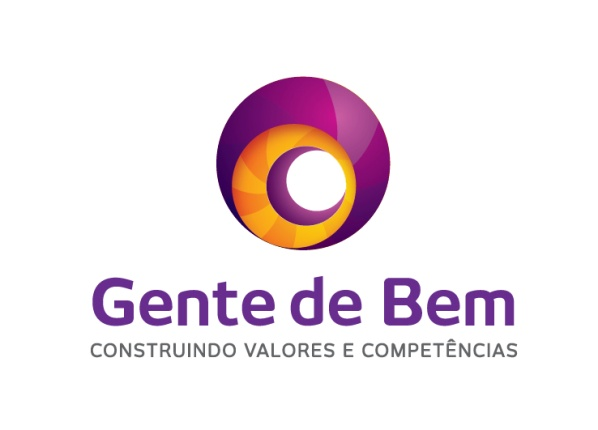 Gente de Bem
CONSTRUINDO VALORES E COMPETÊNCIAS